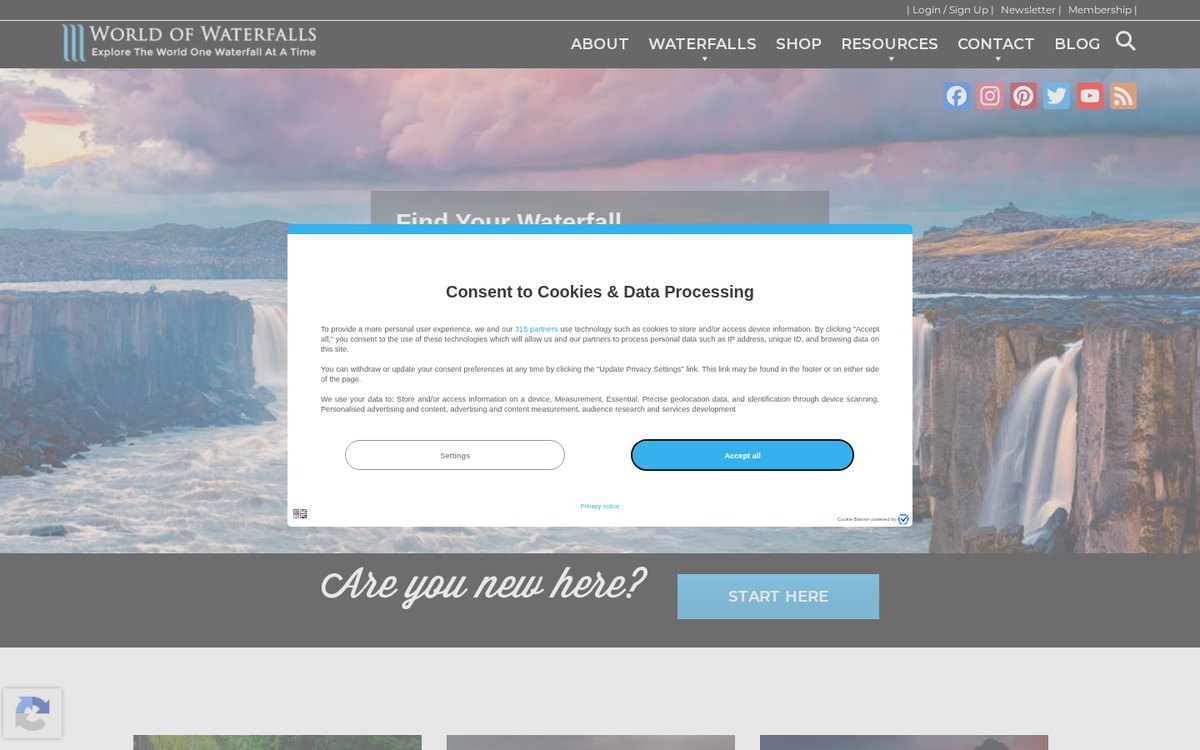 | Login / Sign Up | Newsletter | Membership |
WORLD OF WATERFALLS
Explore The World One Waterfall At A Time
ABOUT WATERFALLS SHOP RESOURCES CONTACT BLOG
Find Your Waterfall
Consent to Cookies & Data Processing
To provide a more personal user experience, we and our 315 partners use technology such as cookies to store and/or access device information. By clicking "Accept
all," you consent to the use of these technologies which will allow us and our partners to process personal data such as IP address, unique ID, and browsing data on
this site.
You can withdraw or update your consent preferences at any time by clicking the "Update Privacy Settings" link. This link may be found in the footer or on either side
of the page.
We use your data to: Store and/or access information on a device, Measurement, Essential, Precise geolocation data, and identification through device scanning,
Personalised advertising and content, advertising and content measurement, audience research and services development
Settings
Accept all
Privacy notice
Cookie Banner powered by
Are you new here?
START HERE